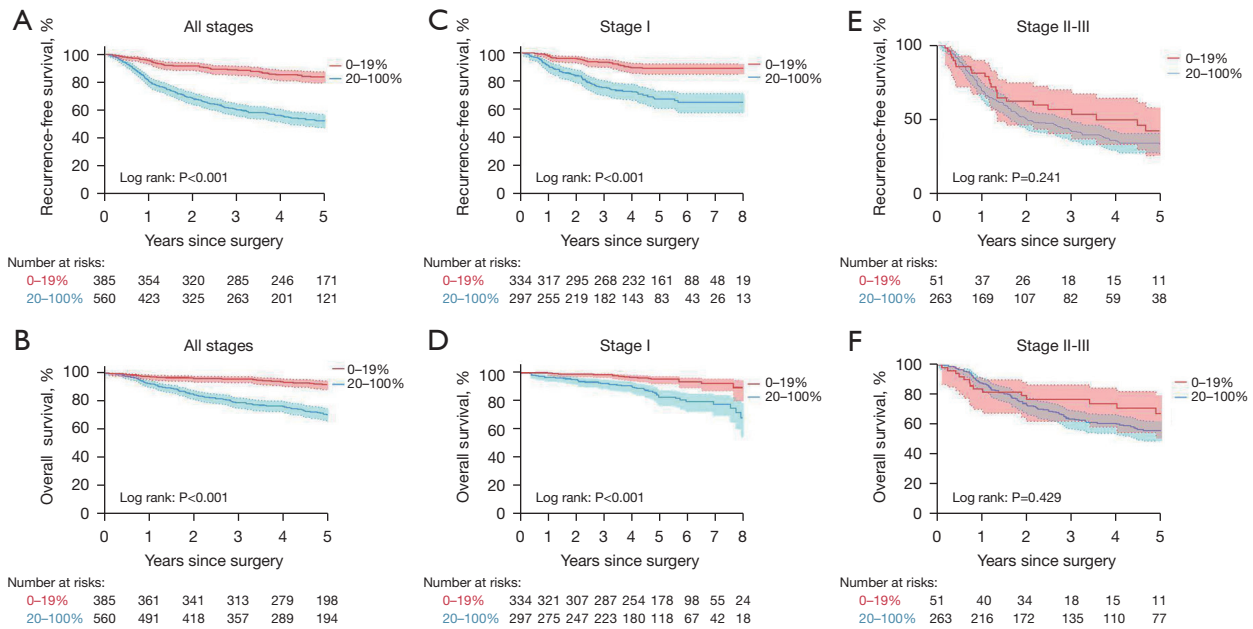 A
All stages
Recurrence-free survival, %
100
80
60
40
20
0
0–19%
20–100%
Log rank: P<0.001
0 1 2 3 4 5
Years since surgery
Number at risks:
0–19% 385 354 320 285 246 171
20–100% 560 423 325 263 201 121
C
Stage I
Recurrence-free survival, %
100
80
60
40
20
0
0–19%
20–100%
Log rank: P<0.001
0 1 2 3 4 5 6 7 8
Years since surgery
Number at risks:
0–19% 334 317 295 268 232 161 88 48 19
20–100% 297 255 219 182 143 83 43 26 13
E
Stage II-III
Recurrence-free survival, %
100
50
0
0–19%
20–100%
Log rank: P=0.241
0 1 2 3 4 5
Years since surgery
Number at risks:
0–19% 51 37 26 18 15 11
20–100% 263 169 107 82 59 38
B
All stages
Overall survival, %
100
80
60
40
20
0
0–19%
20–100%
Log rank: P<0.001
0 1 2 3 4 5
Years since surgery
Number at risks:
0–19% 385 361 341 313 279 198
20–100% 560 491 418 357 289 194
D
Stage I
Overall survival, %
100
80
60
80
20
0
0–19%
20–100%
Log rank: P<0.001
0 1 2 3 4 5 6 7 8
Years since surgery
Number at risks:
0–19% 334 321 307 287 254 178 98 55 24
20–100% 297 275 247 223 180 118 67 42 18
F
Stage II-III
Overall survival, %
100
80
60
80
20
0
0–19%
20–100%
Log rank: P=0.429
0 1 2 3 4 5
Years since surgery
Number at risks:
0–19% 51 40 34 18 15 11
20–100% 263 216 172 135 110 77